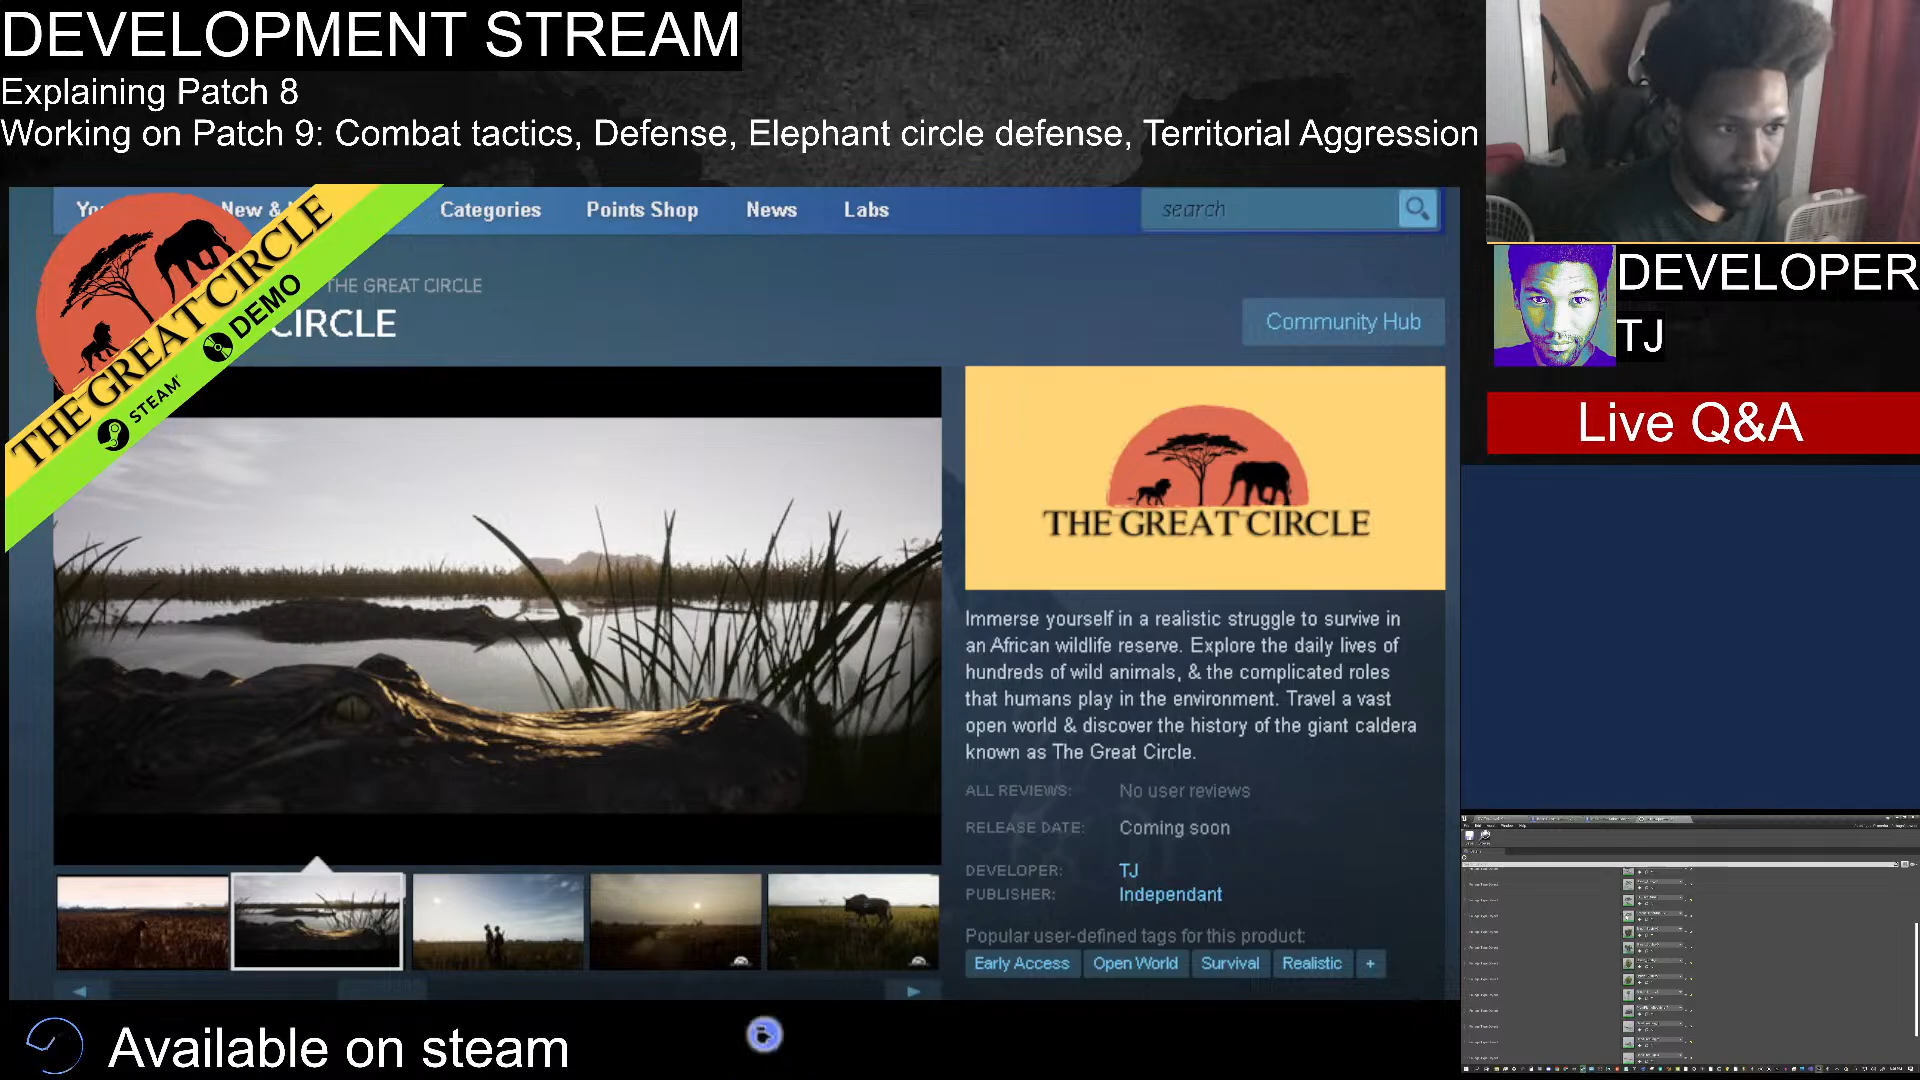 DEVELOPMENT STREAM
Explaining Patch 8
Working on Patch 9: Combat tactics, Defense, Elephant circle defense, Territorial Aggression
New &
Categories
Points Shop
News
Labs
search
THE GREAT CIRCLE
CIRCLE
Community Hub
THE GREAT CIRCLE
STEAM
DEMO
THE GREAT CIRCLE
Immerse yourself in a realistic struggle to survive in
an African wildlife reserve. Explore the daily lives of
hundreds of wild animals, & the complicated roles
that humans play in the environment. Travel a vast
open world & discover the history of the giant caldera
known as The Great Circle.
ALL REVIEWS: No user reviews
RELEASE DATE: Coming soon
DEVELOPER: TJ
PUBLISHER: Independant
Popular user-defined tags for this product:
Early Access
Open World
Survival
Realistic
+
Available on steam
DEVELOPER
TJ
Live Q&A